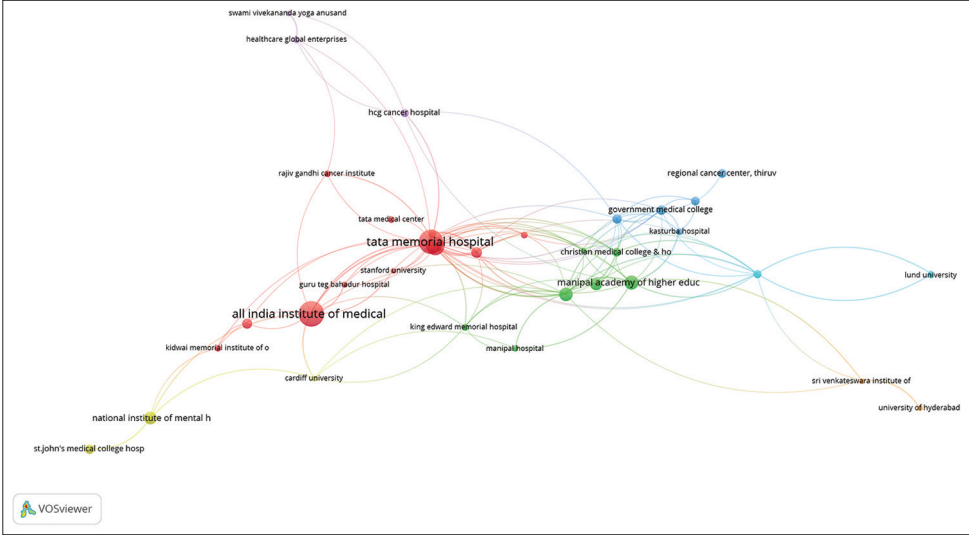 swami vivekananda yoga anusand
healthcare global enterprises
hcg cancer hospital
rajiv gandhi cancer institute
regional cancer center, thiruv
tata medical center
government medical college
kasturba hospital
tata memorial hospital
christian medical college & ho
stanford university
lund university
guru teg bahadur hospital
manipal academy of higher educ
all india institute of medical
king edward memorial hospital
kidwai memorial institute of o
manipal hospital
cardiff university
sri venkateswara institute of
university of hyderabad
national institute of mental h
st.john's medical college hosp
VOSviewer